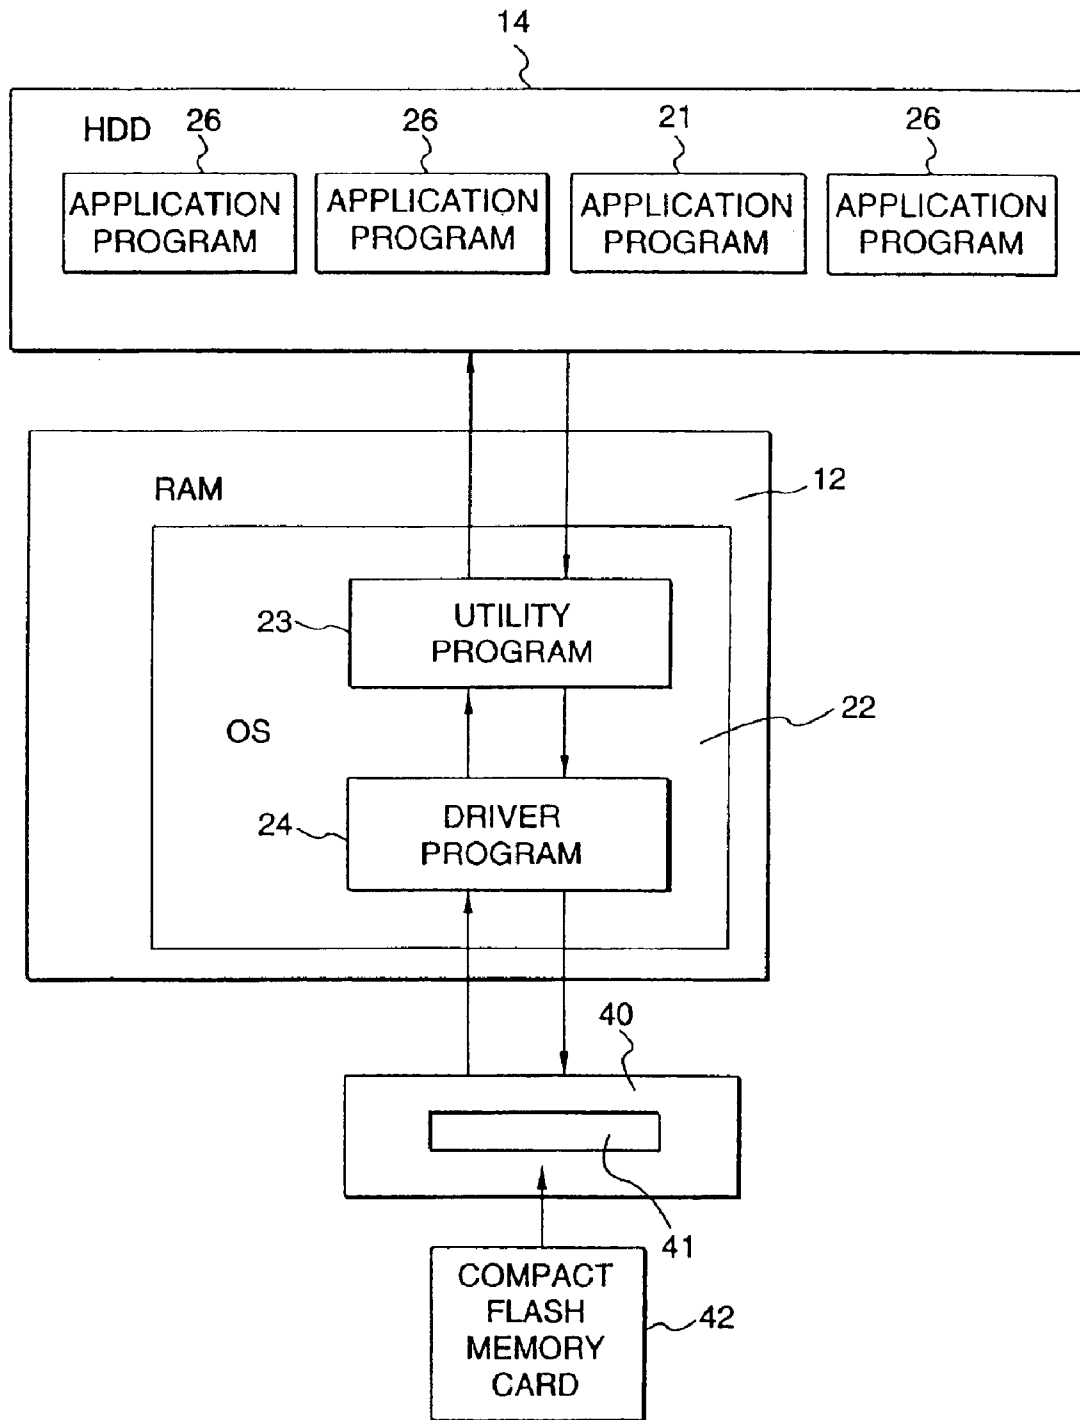 14
HDD
26
26
21
26
APPLICATION
PROGRAM
APPLICATION
PROGRAM
APPLICATION
PROGRAM
APPLICATION
PROGRAM
RAM
12
23
UTILITY
PROGRAM
OS
22
24
DRIVER
PROGRAM
40
41
COMPACT
FLASH
MEMORY
CARD
42